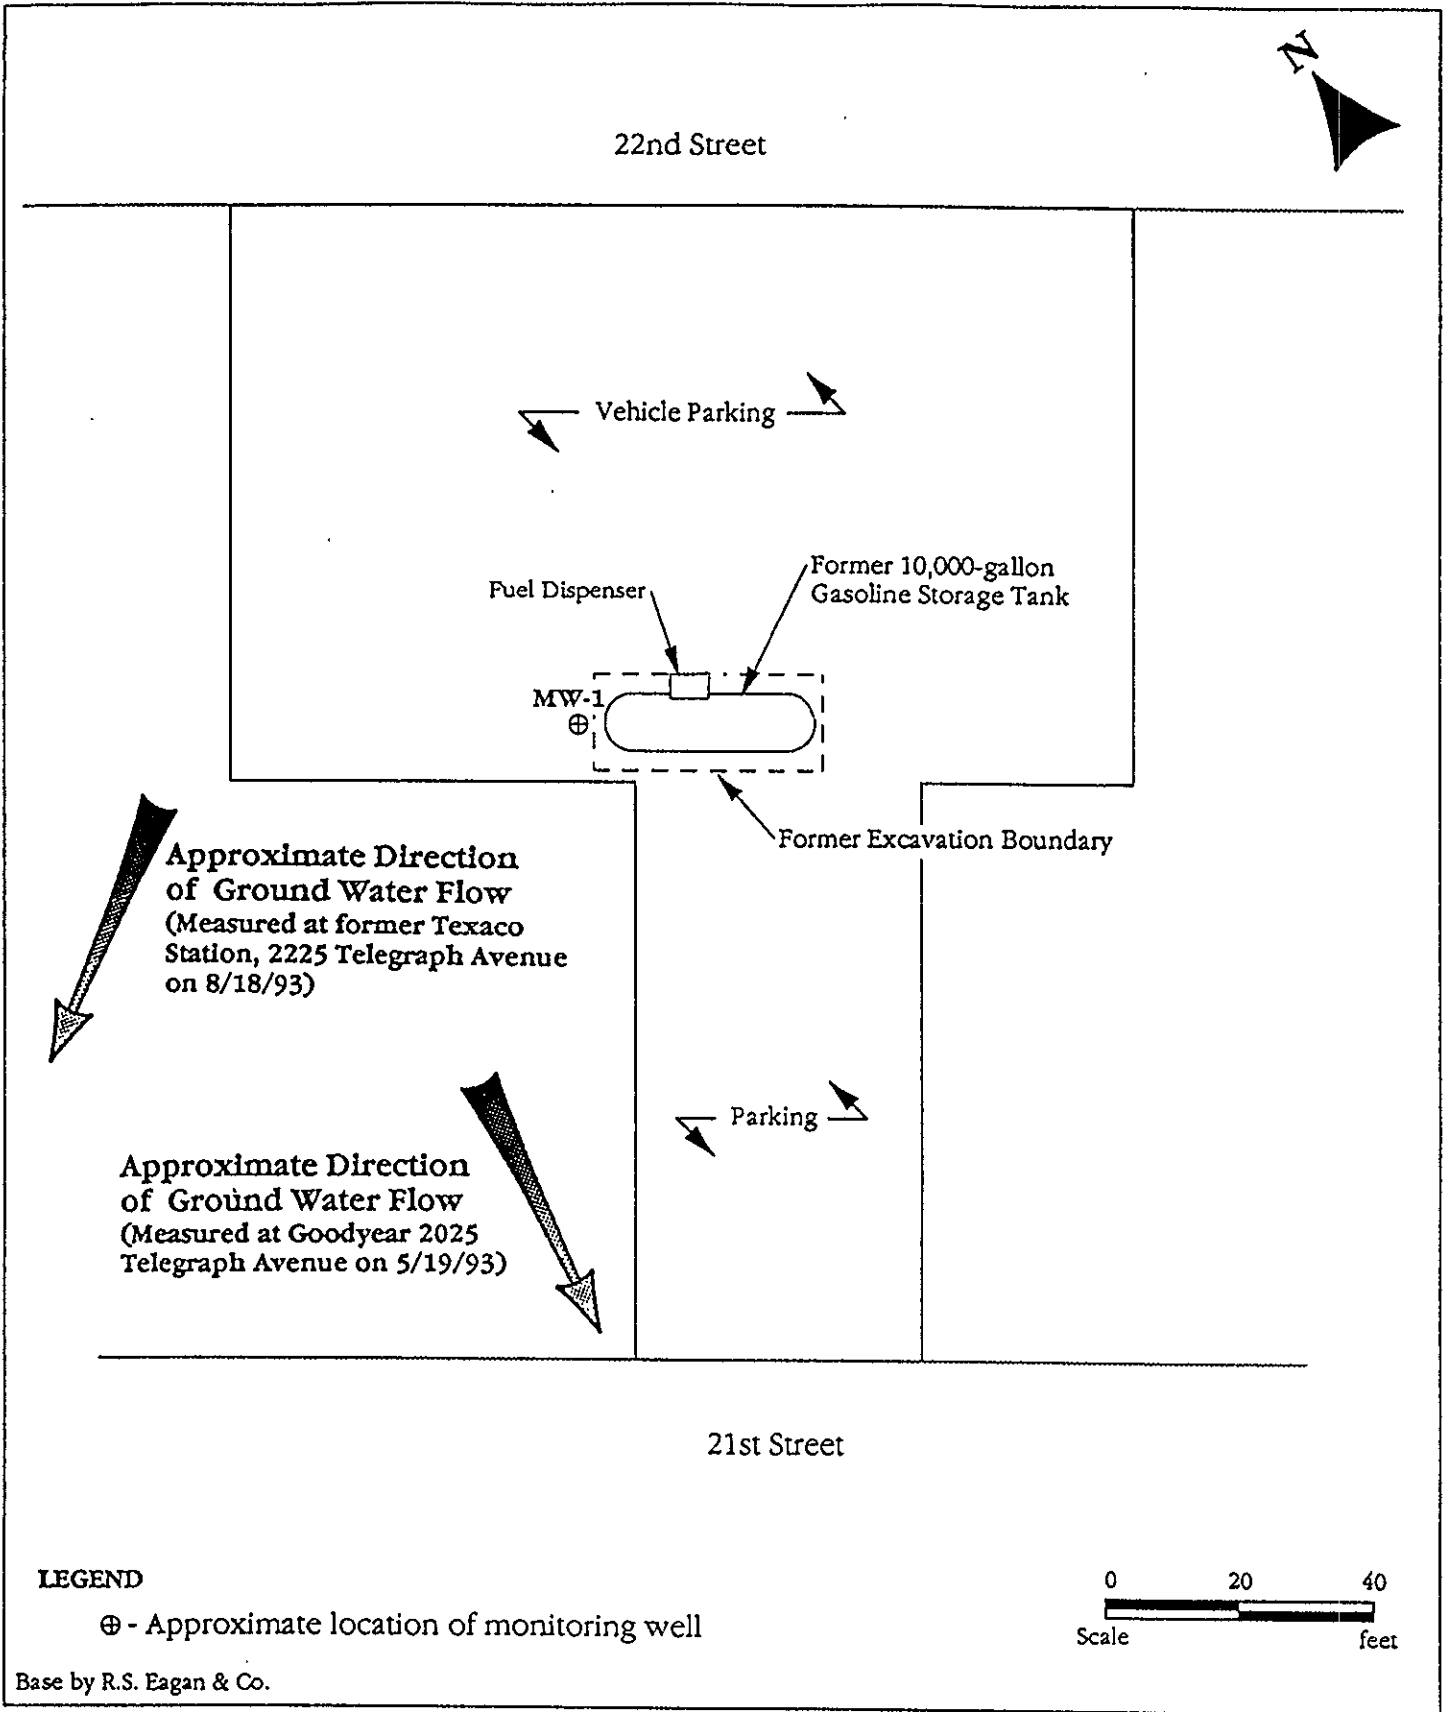 N
22nd Street
Vehicle Parking
Former 10,000-gallon
Gasoline Storage Tank
Fuel Dispenser
MW-1
Former Excavation Boundary
Approximate Direction
of Ground Water Flow
(Measured at former Texaco
Station, 2225 Telegraph Avenue
on 8/18/93)
Parking
Approximate Direction
of Ground Water Flow
(Measured at Goodyear 2025
Telegraph Avenue on 5/19/93)
21st Street
LEGEND
⊕ - Approximate location of monitoring well
0 20 40
Scale feet
Base by R.S. Eagan & Co.